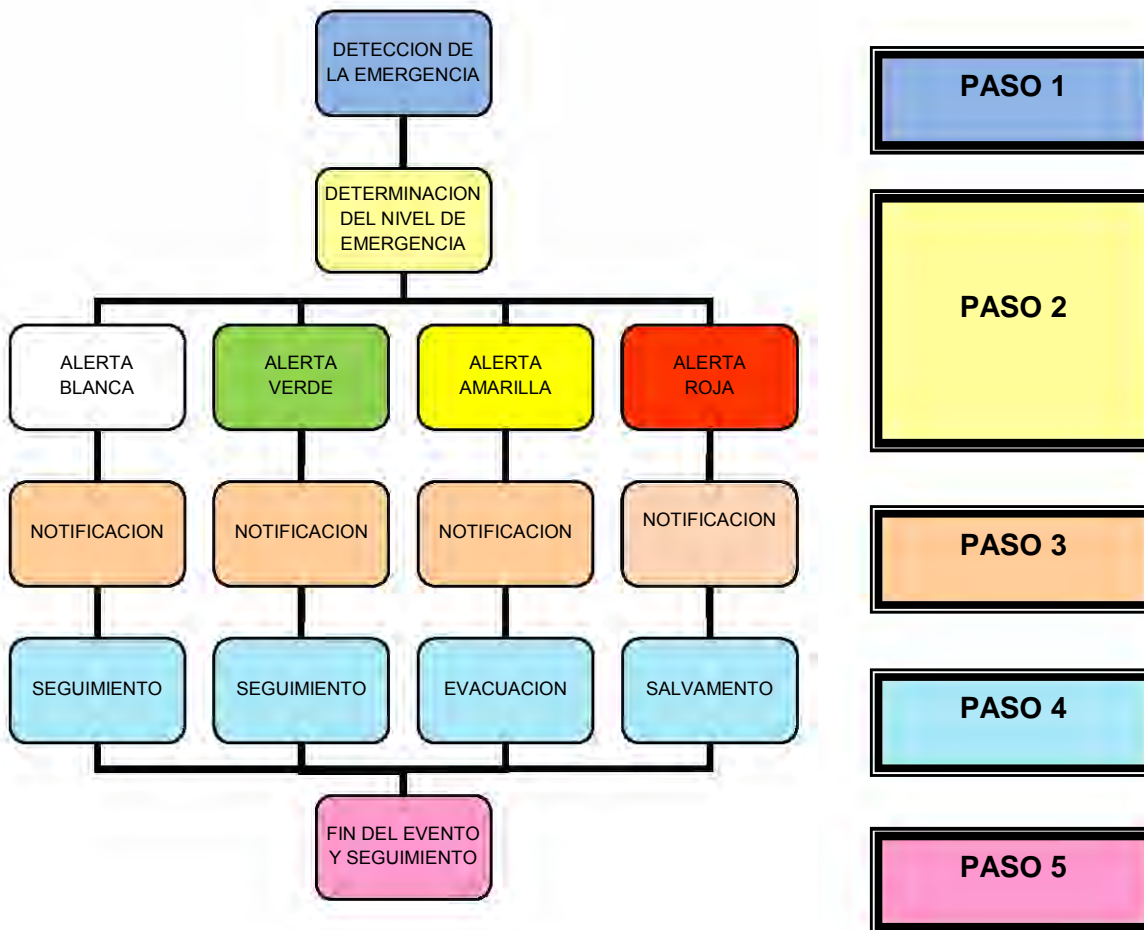 DETECCION DE
LA EMERGENCIA
PASO 1
DETERMINACION
DEL NIVEL DE
EMERGENCIA
PASO 2
ALERTA
BLANCA
ALERTA
VERDE
ALERTA
AMARILLA
ALERTA
ROJA
NOTIFICACION
NOTIFICACION
NOTIFICACION
NOTIFICACION
PASO 3
SEGUIMIENTO
SEGUIMIENTO
EVACUACION
SALVAMENTO
PASO 4
FIN DEL EVENTO
Y SEGUIMIENTO
PASO 5